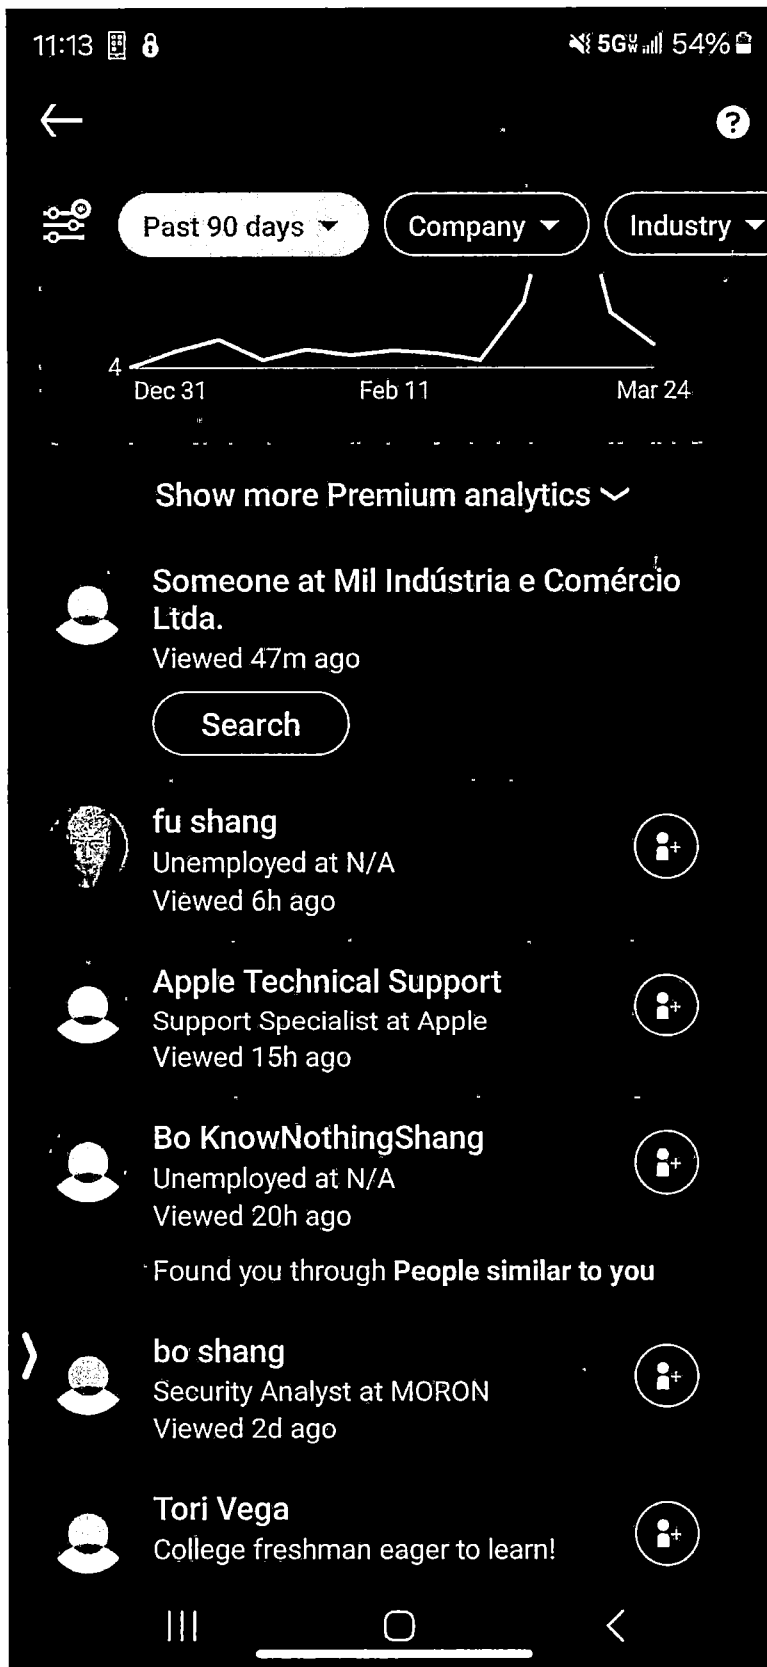 11:13 5G UW 54%
?
Past 90 days Company Industry
4
Dec 31 Feb 11 Mar 24
Show more Premium analytics
Someone at Mil Indústria e Comércio
Ltda.
Viewed 47m ago
Search
fu shang
Unemployed at N/A
Viewed 6h ago
Apple Technical Support
Support Specialist at Apple
Viewed 15h ago
Bo KnowNothingShang
Unemployed at N/A
Viewed 20h ago
Found you through People similar to you
bo shang
Security Analyst at MORON
Viewed 2d ago
Tori Vega
College freshman eager to learn!